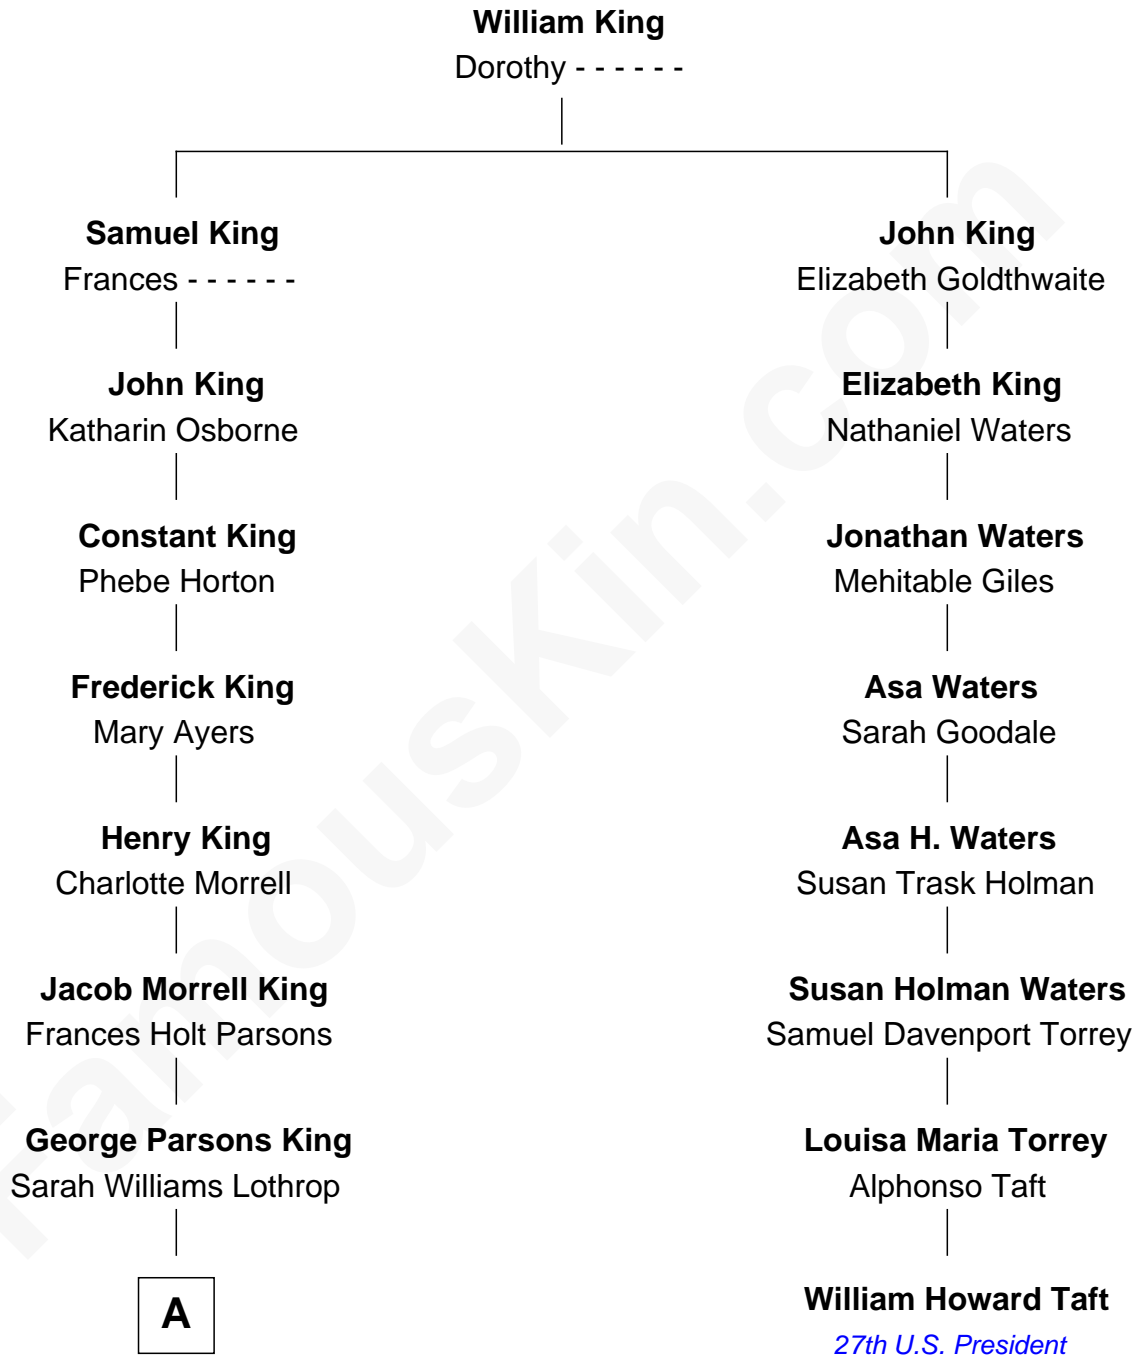 William King
Dorothy - - - - - -
Samuel King
Frances - - - - - -
John King
Katharin Osborne
Constant King
Phebe Horton
Frederick King
Mary Ayers
Henry King
Charlotte Morrell
Jacob Morrell King
Frances Holt Parsons
George Parsons King
Sarah Williams Lothrop
A
John King
Elizabeth Goldthwaite
Elizabeth King
Nathaniel Waters
Jonathan Waters
Mehitable Giles
Asa Waters
Sarah Goodale
Asa H. Waters
Susan Trask Holman
Susan Holman Waters
Samuel Davenport Torrey
Louisa Maria Torrey
Alphonso Taft
William Howard Taft
27th U.S. President
FamousKin.com